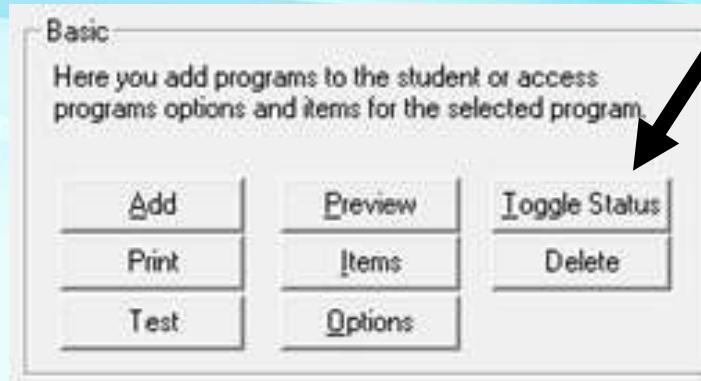 Basic
Here you add programs to the student or access
programs options and items for the selected program.
Add Preview Toggle Status
Print Items Delete
Test Options